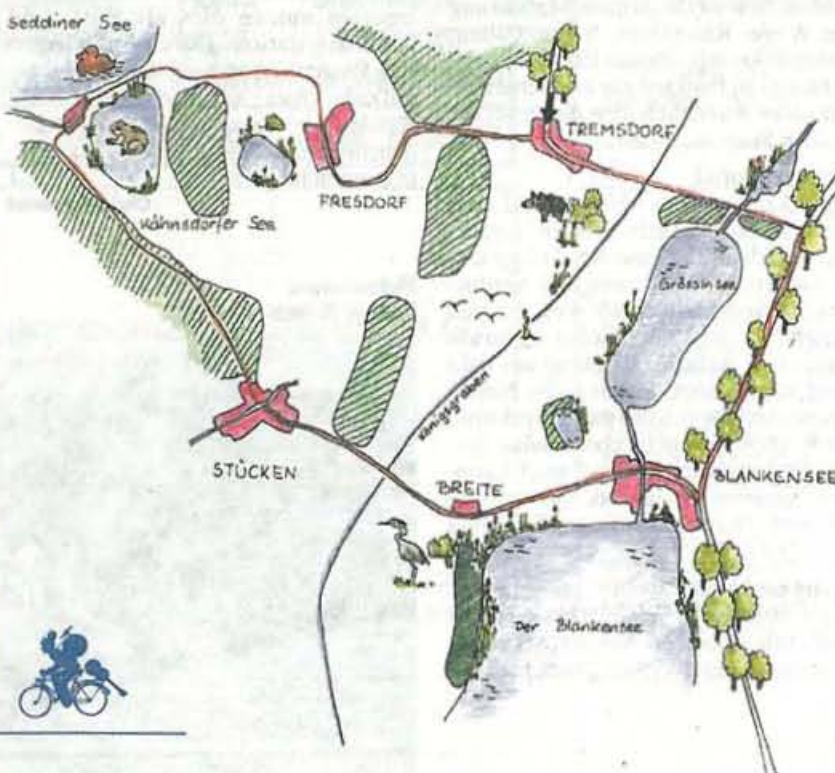 Seddiner See
TREMSDORF
FRESDORF
Kähnsdorfer See
Grössinsee
Königsgraben
STÜCKEN
BREITE
BLANKENSEE
Der Blankensee